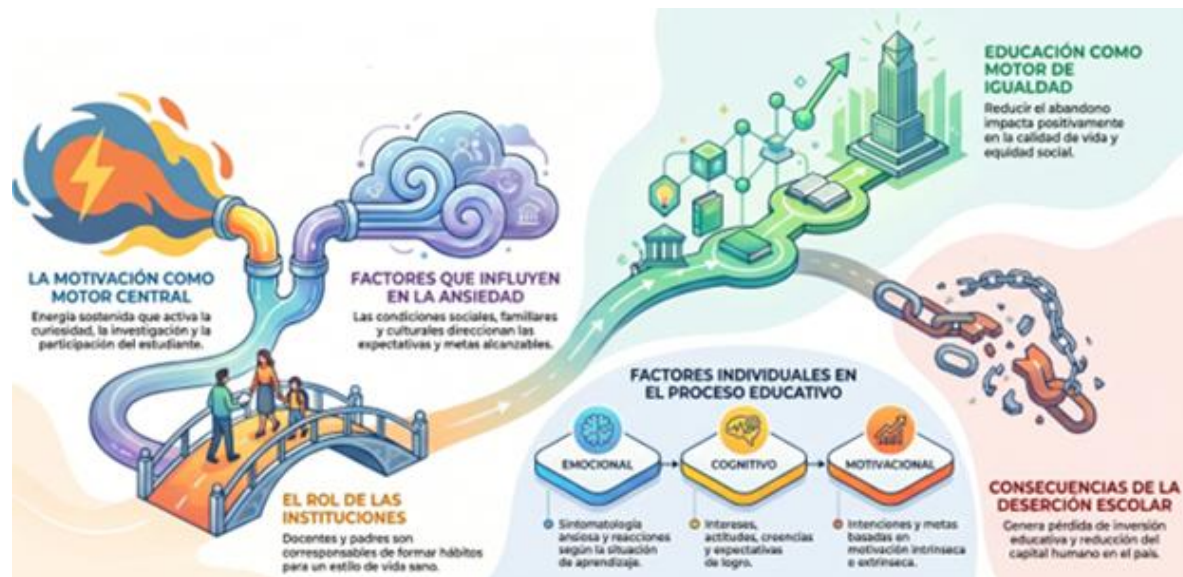 LA MOTIVACIÓN COMO
MOTOR CENTRAL
Energía sostenida que activa la
curiosidad, la investigación y la
participación del estudiante.
FACTORES QUE INFLUYEN
EN LA ANSIEDAD
Las condiciones sociales, familiares
y culturales direccionan las
expectativas y metas alcanzables.
EL ROL DE LAS
INSTITUCIONES
Docentes y padres son
corresponsables de formar hábitos
para un estilo de vida sano.
EDUCACIÓN COMO
MOTOR DE
IGUALDAD
Reducir el abandono
impacta positivamente
en la calidad de vida y
equidad social.
FACTORES INDIVIDUALES EN
EL PROCESO EDUCATIVO
EMOCIONAL
Sintomatología
ansiosa y reacciones
según la situación
de aprendizaje.
COGNITIVO
Intereses,
actitudes, creencias
y expectativas
de logro.
MOTIVACIONAL
Intenciones y metas
basadas en
motivación intrínseca
o extrínseca.
CONSECUENCIAS DE LA
DESERCIÓN ESCOLAR
Genera pérdida de inversión
educativa y reducción del
capital humano en el país.